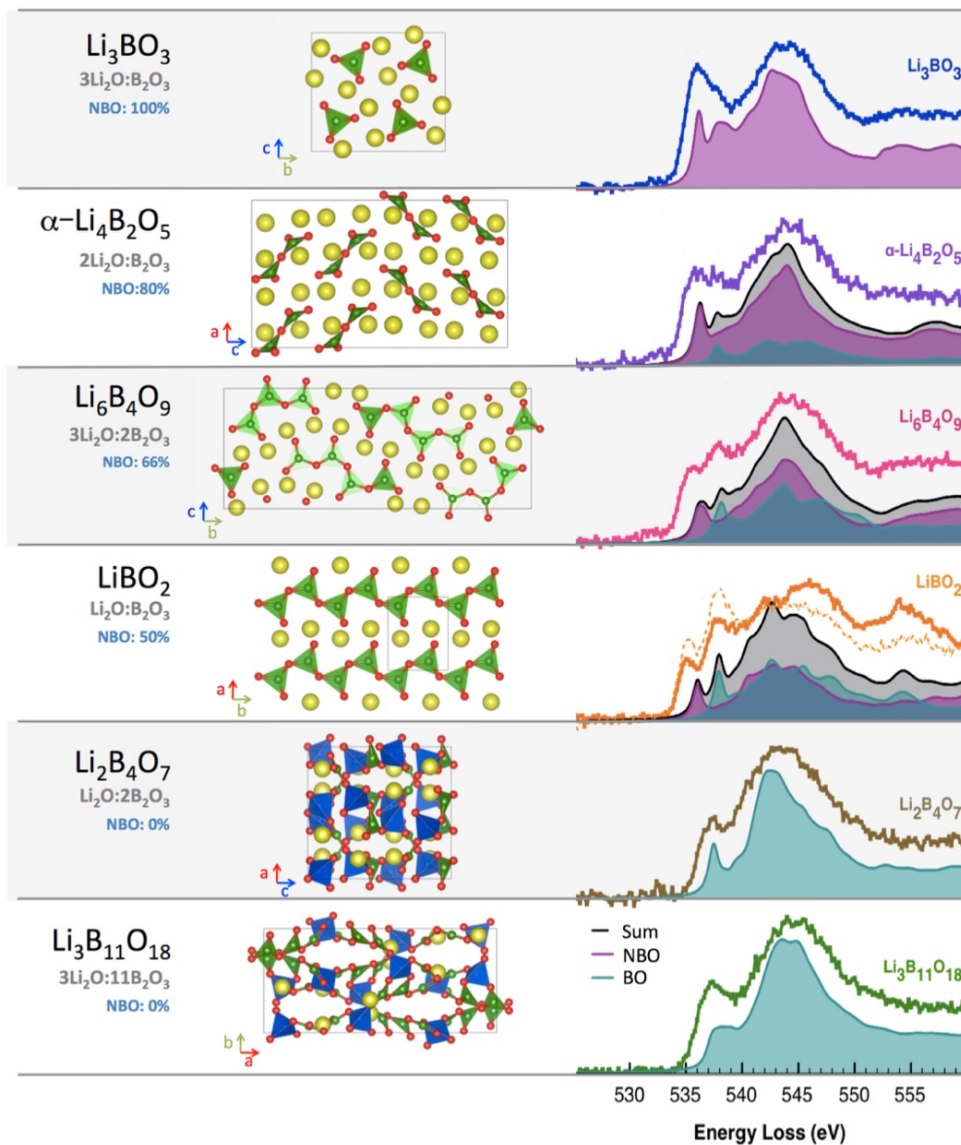 Li₃BO₃
3Li₂O:B₂O₃
NBO: 100%
c
b
Li₃BO₃
α−Li₄B₂O₅
2Li₂O:B₂O₃
NBO:80%
a
c
α-Li₄B₂O₅
Li₆B₄O₉
3Li₂O:2B₂O₃
NBO: 66%
c
b
Li₆B₄O₉
LiBO₂
Li₂O:B₂O₃
NBO: 50%
a
b
LiBO₂
Li₂B₄O₇
Li₂O:2B₂O₃
NBO: 0%
a
c
Li₂B₄O₇
Li₃B₁₁O₁₈
3Li₂O:11B₂O₃
NBO: 0%
b
a
Sum
NBO
BO
Li₃B₁₁O₁₈
530 535 540 545 550 555
Energy Loss (eV)